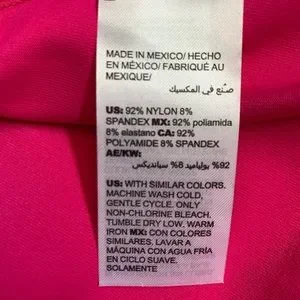 MADE IN MEXICO/ HECHO
EN MÉXICO/ FABRIQUÉ AU
MEXIQUE/
صنع في المكسيك
US: 92% NYLON 8%
SPANDEX MX: 92% poliamida
8% elastano CA: 92%
POLYAMIDE 8% SPANDEX
AE/KW:
%92 بولياميد 8% سباندیکس
US: WITH SIMILAR COLORS.
MACHINE WASH COLD,
GENTLE CYCLE. ONLY
NON-CHLORINE BLEACH.
TUMBLE DRY LOW, WARM
IRON MX: CON COLORES
SIMILARES. LAVAR A
MÁQUINA CON AGUA FRIA
EN CICLO SUAVE.
SOLAMENTE